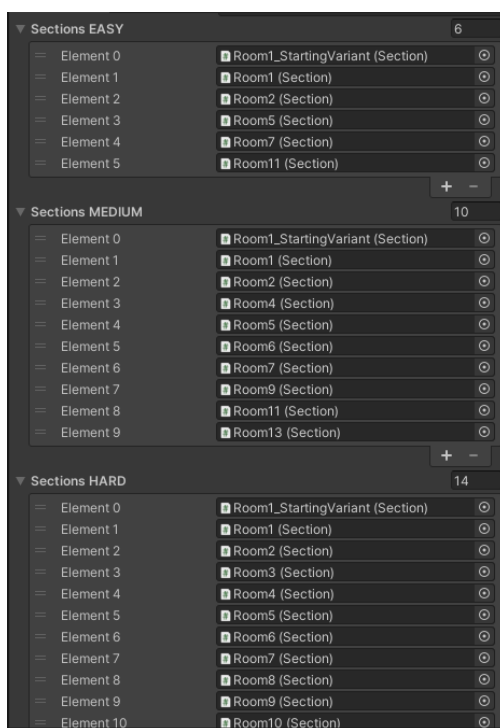 Sections EASY 6
Element 0 Room1_StartingVariant (Section)
Element 1 Room1 (Section)
Element 2 Room2 (Section)
Element 3 Room5 (Section)
Element 4 Room7 (Section)
Element 5 Room11 (Section)
+ -
Sections MEDIUM 10
Element 0 Room1_StartingVariant (Section)
Element 1 Room1 (Section)
Element 2 Room2 (Section)
Element 3 Room4 (Section)
Element 4 Room5 (Section)
Element 5 Room6 (Section)
Element 6 Room7 (Section)
Element 7 Room9 (Section)
Element 8 Room11 (Section)
Element 9 Room13 (Section)
+ -
Sections HARD 14
Element 0 Room1_StartingVariant (Section)
Element 1 Room1 (Section)
Element 2 Room2 (Section)
Element 3 Room3 (Section)
Element 4 Room4 (Section)
Element 5 Room5 (Section)
Element 6 Room6 (Section)
Element 7 Room7 (Section)
Element 8 Room8 (Section)
Element 9 Room9 (Section)
Element 10 Room10 (Section)